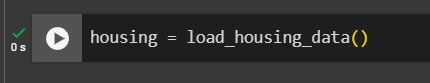 housing = load_housing_data()
0s